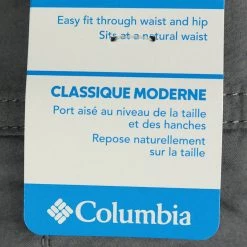 Easy fit through waist and hip
Sits at a natural waist
CLASSIQUE MODERNE
Port aisé au niveau de la taille
et des hanches
Repose naturellement
sur la taille
Columbia